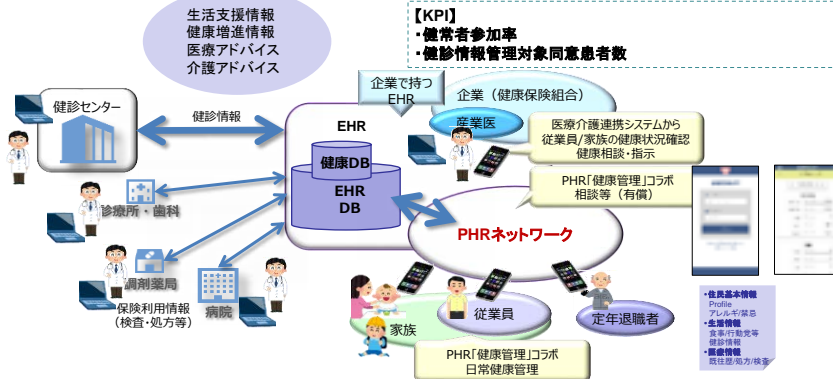 生活支援情報
健康増進情報
医療アドバイス
介護アドバイス
【KPI】
・健常者参加率
・健診情報管理対象同意患者数
企業で持つ
EHR
企業（健康保険組合）
産業医
健診センター
健診情報
EHR
健康DB
EHR
DB
医療介護連携システムから
従業員/家族の健康状況確認
健康相談・指示
PHR「健康管理」コラボ
相談等（有償）
診療所・歯科
PHRネットワーク
調剤薬局
保険利用情報
（検査・処方等）
病院
家族
従業員
定年退職者
PHR「健康管理」コラボ
日常健康管理
・住民基本情報
Profile
アレルギ/禁忌
・生活情報
食事/行動党等
健診情報
・医療情報
既往歴/処方/検査